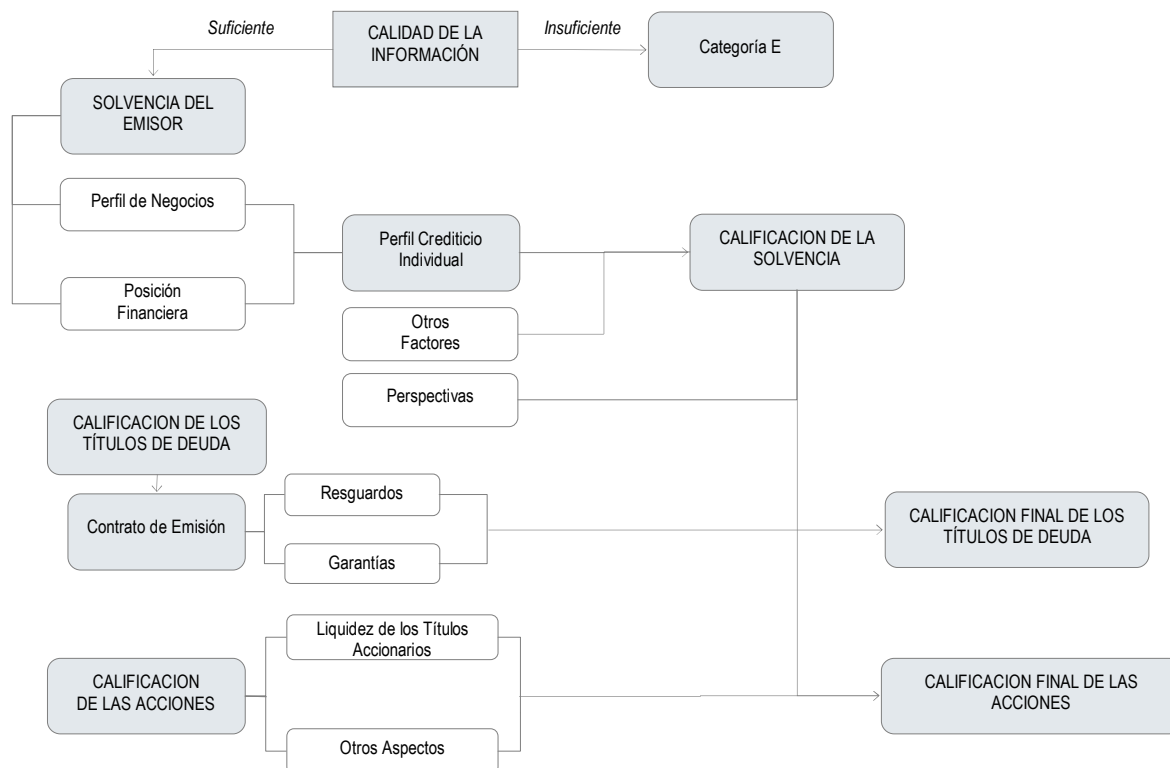 Suficiente
CALIDAD DE LA
INFORMACIÓN
Insuficiente
Categoría E
SOLVENCIA DEL
EMISOR
Perfil de Negocios
Posición
Financiera
Perfil Crediticio
Individual
Otros
Factores
Perspectivas
CALIFICACION DE LA
SOLVENCIA
CALIFICACION DE LOS
TÍTULOS DE DEUDA
Contrato de Emisión
Resguardos
Garantías
CALIFICACION FINAL DE LOS
TÍTULOS DE DEUDA
CALIFICACION
DE LAS ACCIONES
Liquidez de los Títulos
Accionarios
Otros Aspectos
CALIFICACION FINAL DE LAS
ACCIONES